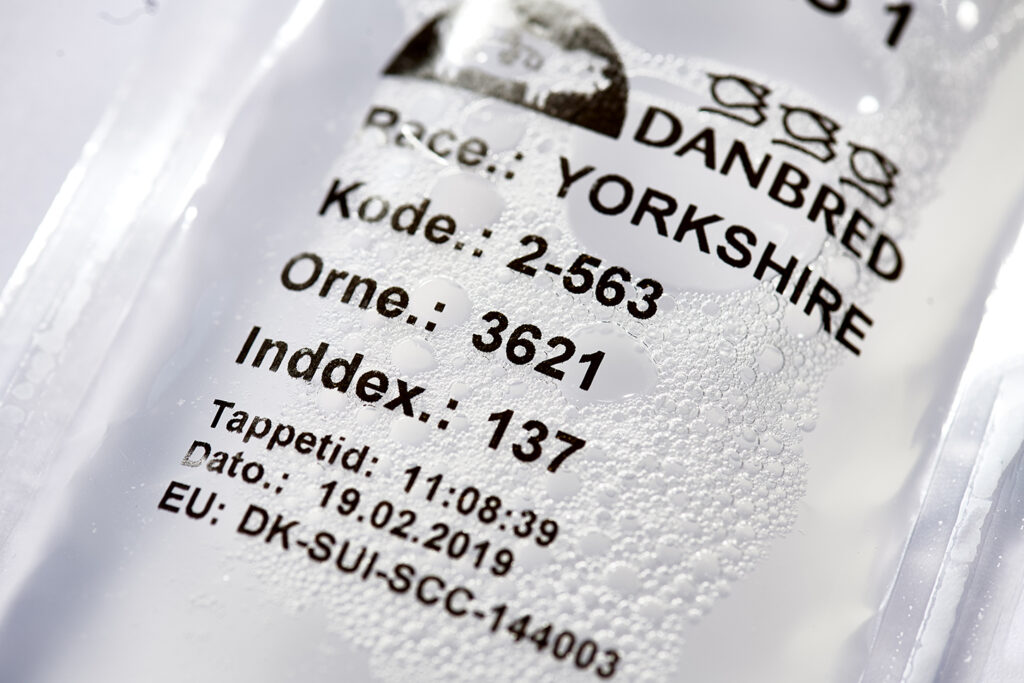 S 1
DANBRED
Race.: YORKSHIRE
Kode.: 2-563
Orne.: 3621
Inddex.: 137
Tappetid: 11:08:39
Dato.: 19.02.2019
EU: DK-SUI-SCC-144003